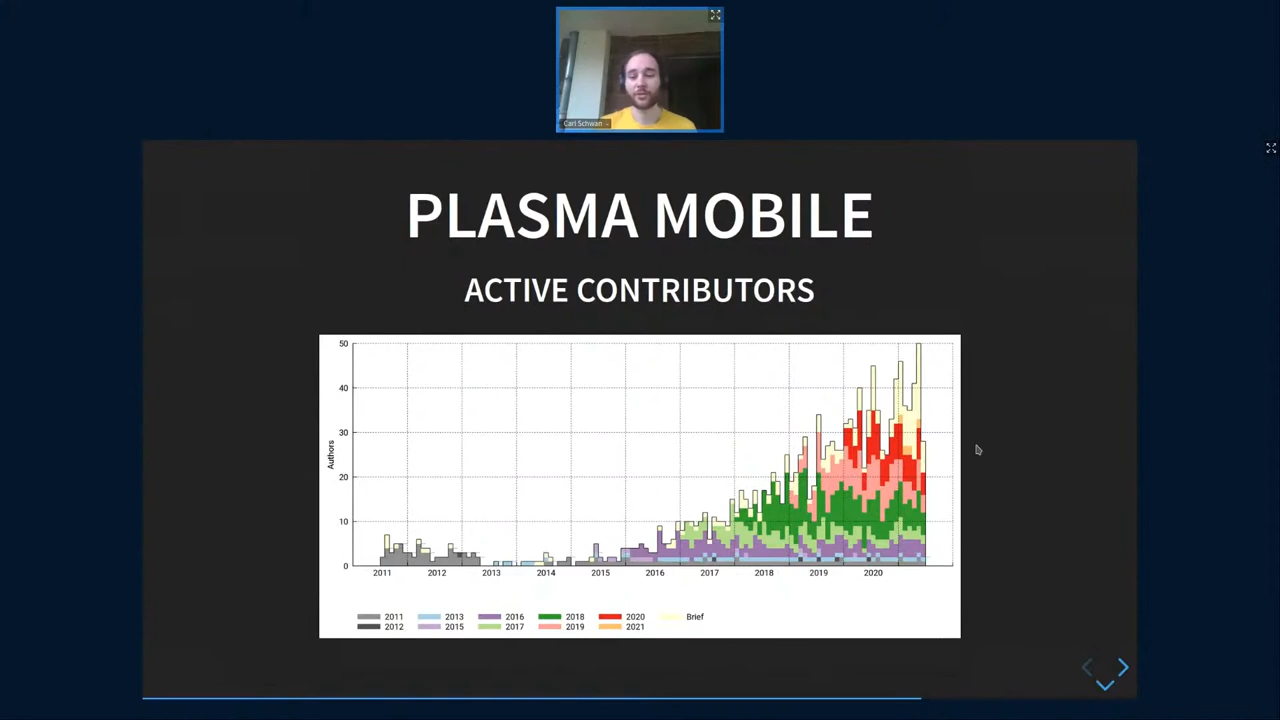 Carl Schwan
PLASMA MOBILE
ACTIVE CONTRIBUTORS
50
40
30
20
10
0
Authors
2011 2012 2013 2014 2015 2016 2017 2018 2019 2020
2011 2013 2016 2018 2020 Brief
2012 2015 2017 2019 2021